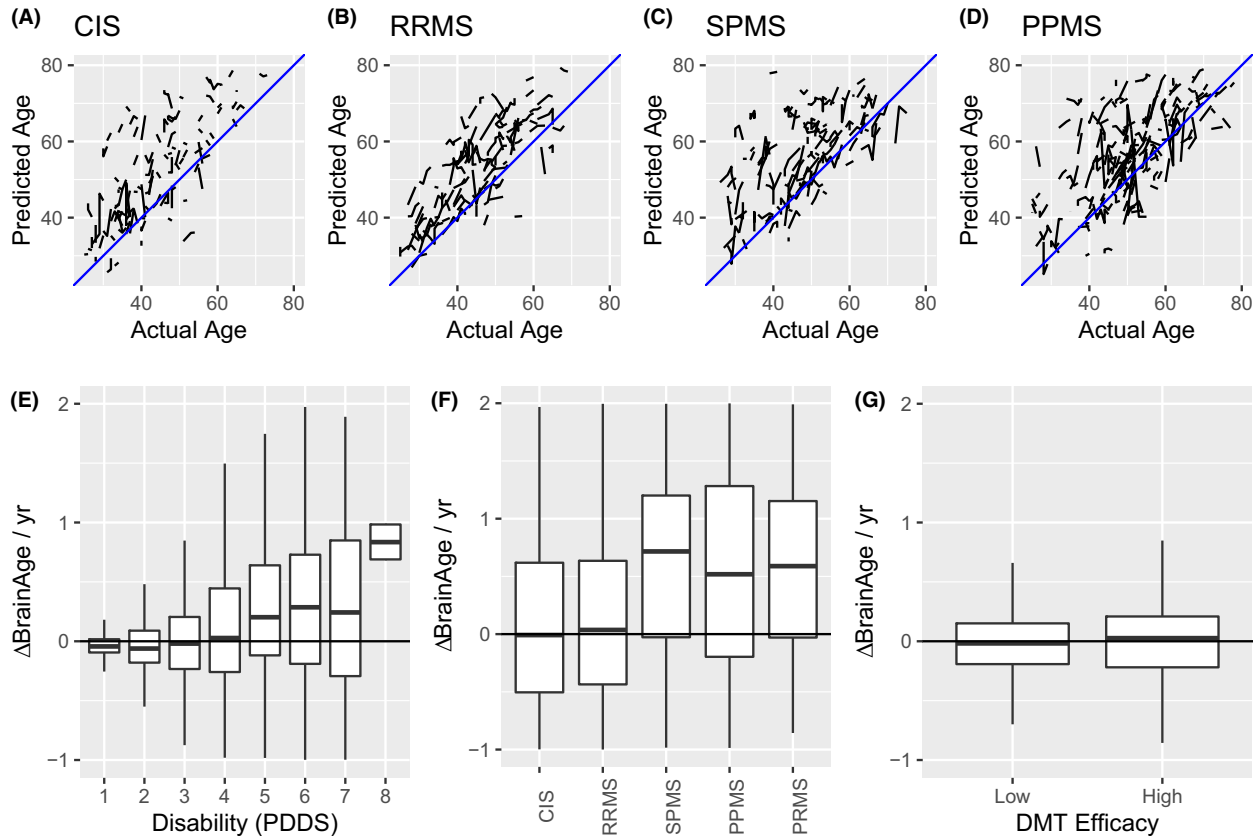 (A) CIS
80
60
40
Predicted Age
40 60 80
Actual Age
(B) RRMS
80
60
40
Predicted Age
40 60 80
Actual Age
(C) SPMS
80
60
40
Predicted Age
40 60 80
Actual Age
(D) PPMS
80
60
40
Predicted Age
40 60 80
Actual Age
(E)
2
1
0
−1
ΔBrainAge / yr
1 2 3 4 5 6 7 8
Disability (PDDS)
(F)
2
1
0
−1
ΔBrainAge / yr
CIS
RRMS
SPMS
PPMS
PRMS
(G)
2
1
0
−1
ΔBrainAge / yr
Low High
DMT Efficacy